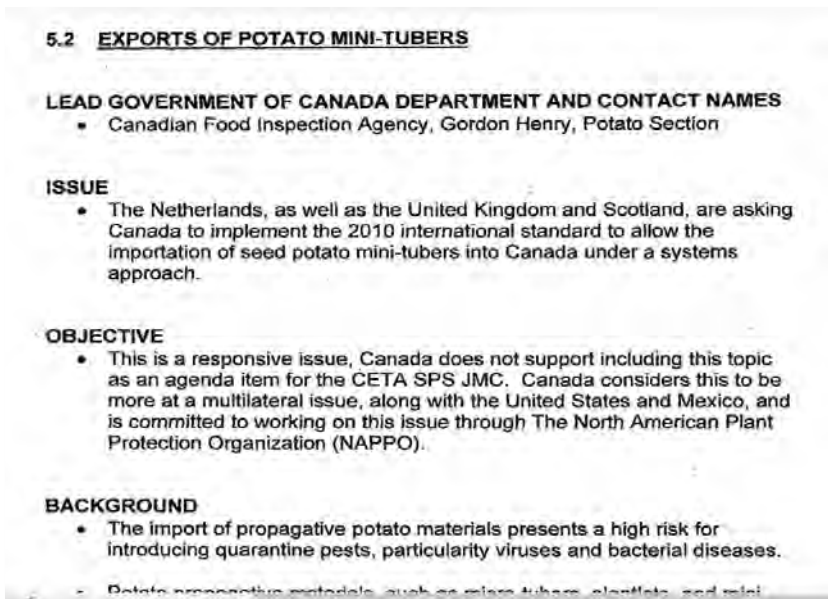 5.2 EXPORTS OF POTATO MINI-TUBERS
LEAD GOVERNMENT OF CANADA DEPARTMENT AND CONTACT NAMES
• Canadian Food Inspection Agency, Gordon Henry, Potato Section
ISSUE
• The Netherlands, as well as the United Kingdom and Scotland, are asking
Canada to implement the 2010 international standard to allow the
importation of seed potato mini-tubers into Canada under a systems
approach.
OBJECTIVE
• This is a responsive issue, Canada does not support including this topic
as an agenda item for the CETA SPS JMC. Canada considers this to be
more at a multilateral issue, along with the United States and Mexico, and
is committed to working on this issue through The North American Plant
Protection Organization (NAPPO).
BACKGROUND
• The import of propagative potato materials presents a high risk for
introducing quarantine pests, particularity viruses and bacterial diseases.